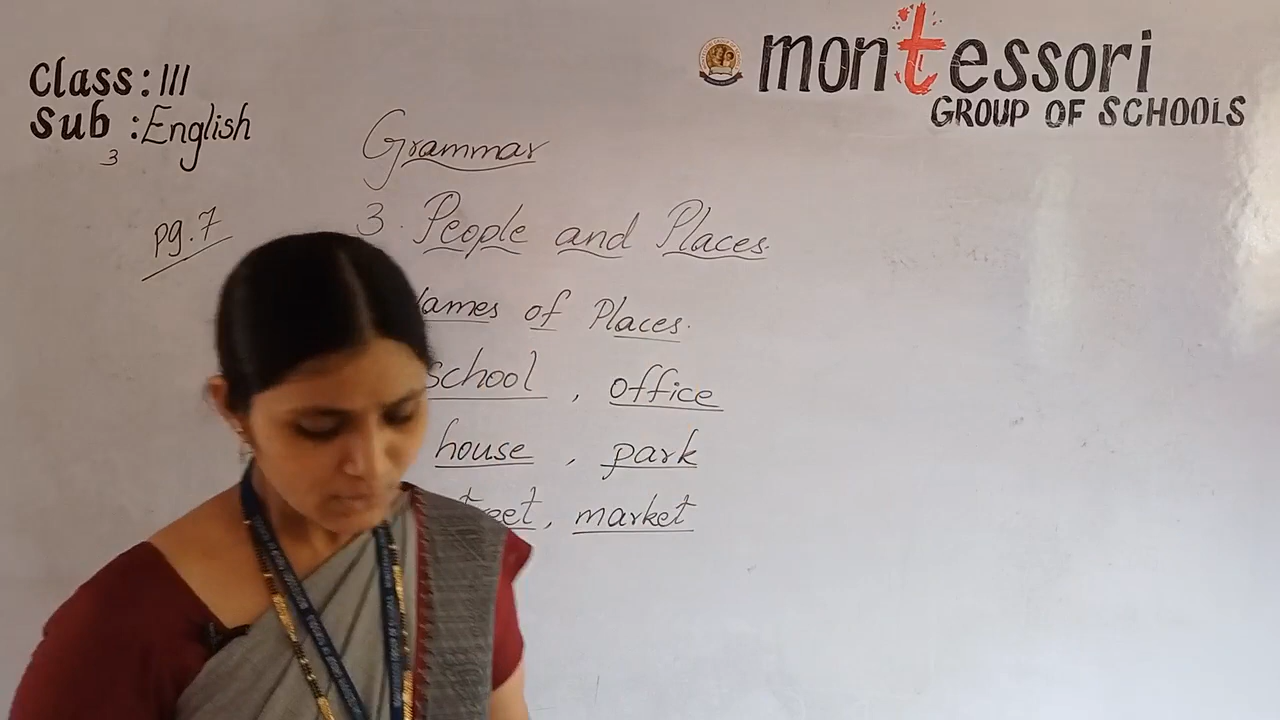 montessori
GROUP OF SCHOOLS
Class: III
Sub : English
3
Grammar
pg. 7
3. People and Places.
of Places.
school, office
house, park
market